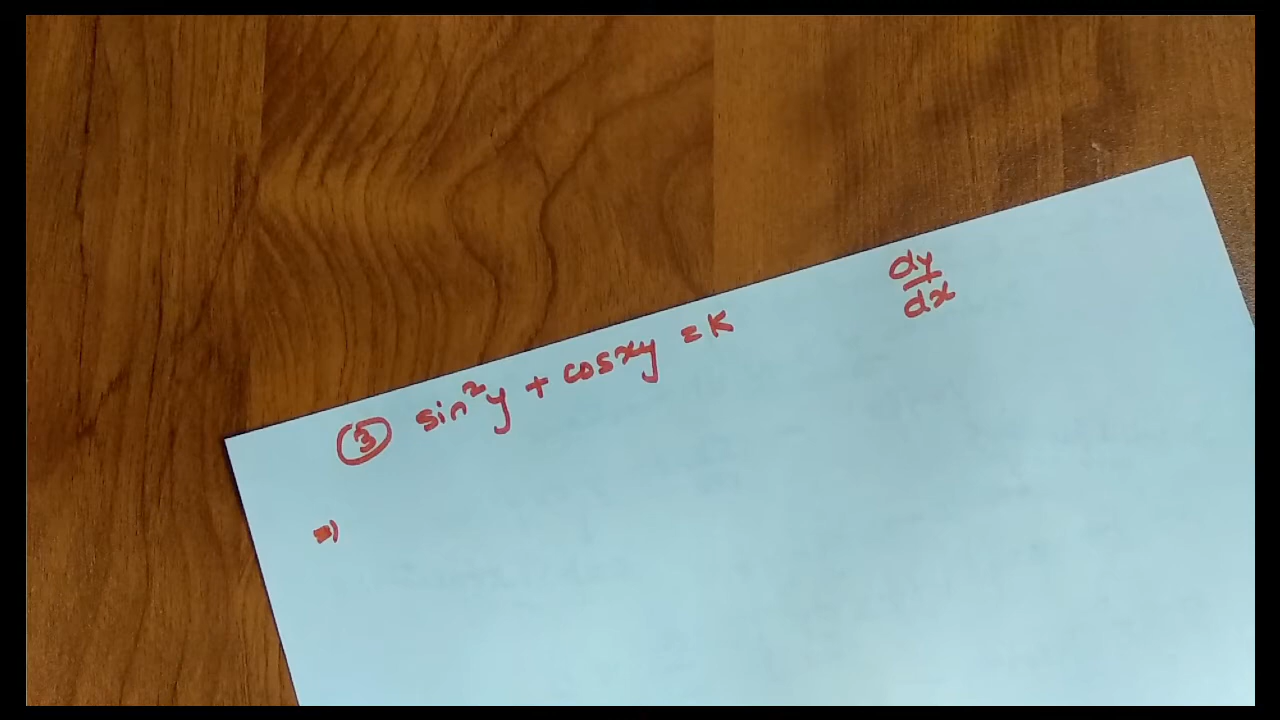 ③ sin²y + cosxy = K
dy/dx
⇒